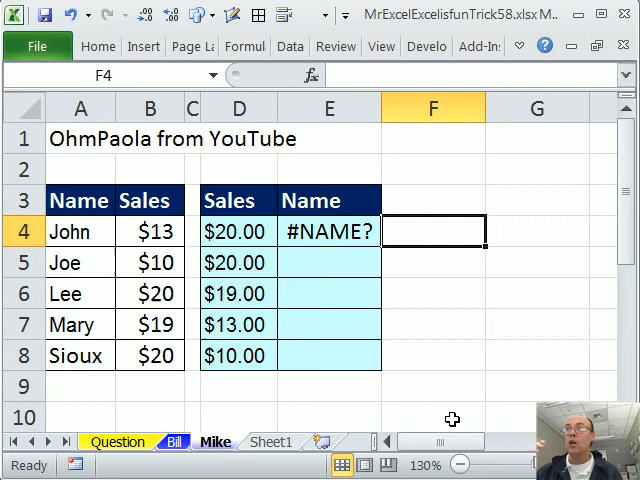 MrExcelExcelisfunTrick58.xlsx M...
File Home Insert Page La Formul Data Review View Develo Add-Ins
F4 fx
A B C D E F G
1 OhmPaola from YouTube
2
3 Name Sales Sales Name
4 John $13 $20.00 #NAME?
5 Joe $10 $20.00
6 Lee $20 $19.00
7 Mary $19 $13.00
8 Sioux $20 $10.00
9
10
Question Bill Mike Sheet1
Ready 130%